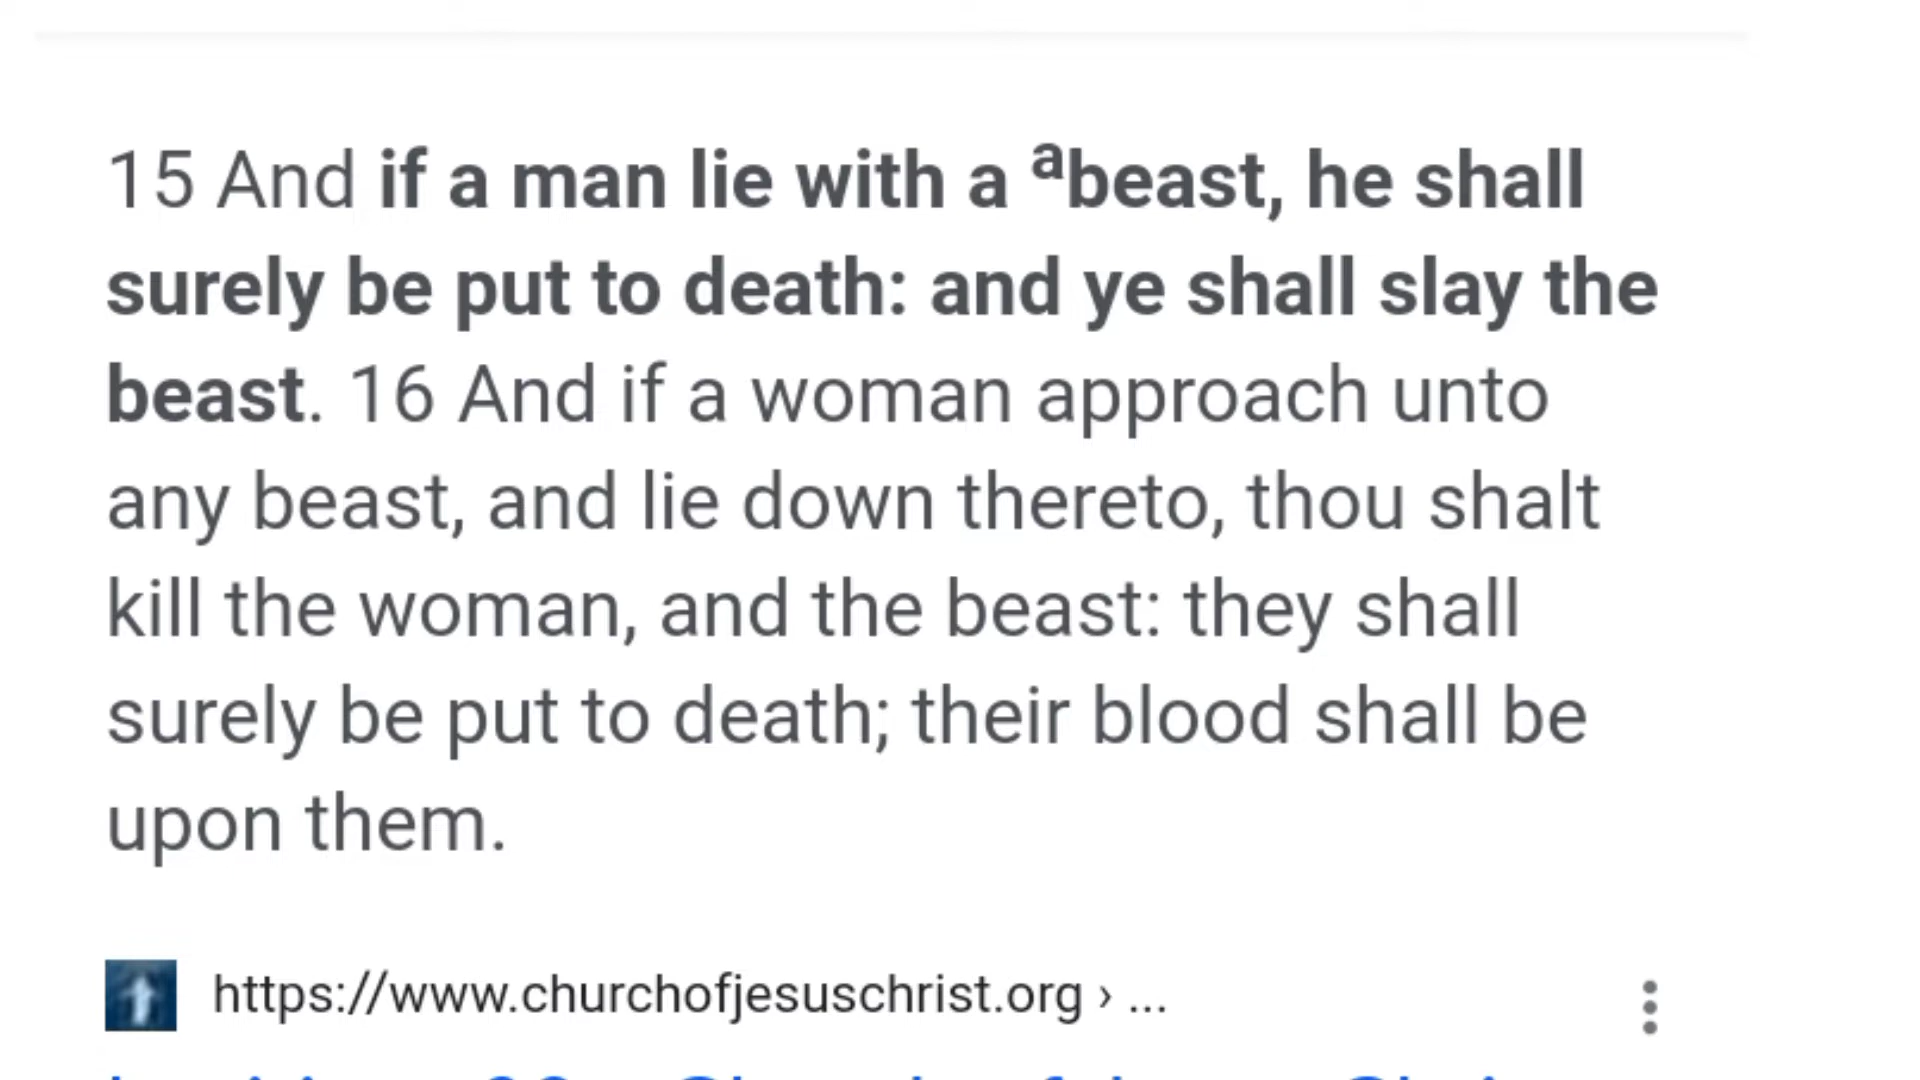 15 And if a man lie with a ᵃbeast, he shall
surely be put to death: and ye shall slay the
beast. 16 And if a woman approach unto
any beast, and lie down thereto, thou shalt
kill the woman, and the beast: they shall
surely be put to death; their blood shall be
upon them.
https://www.churchofjesuschrist.org › ...